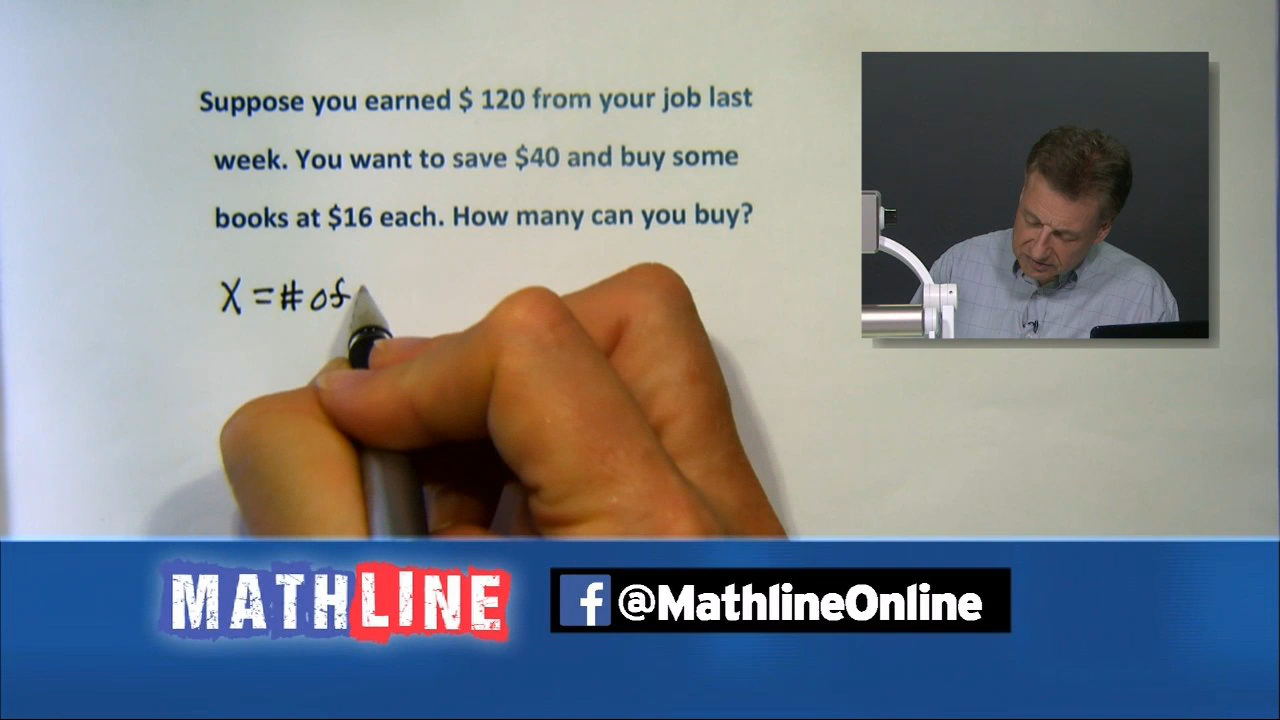 Suppose you earned $ 120 from your job last
week. You want to save $40 and buy some
books at $16 each. How many can you buy?
X = # of
MATHLINE
f @MathlineOnline